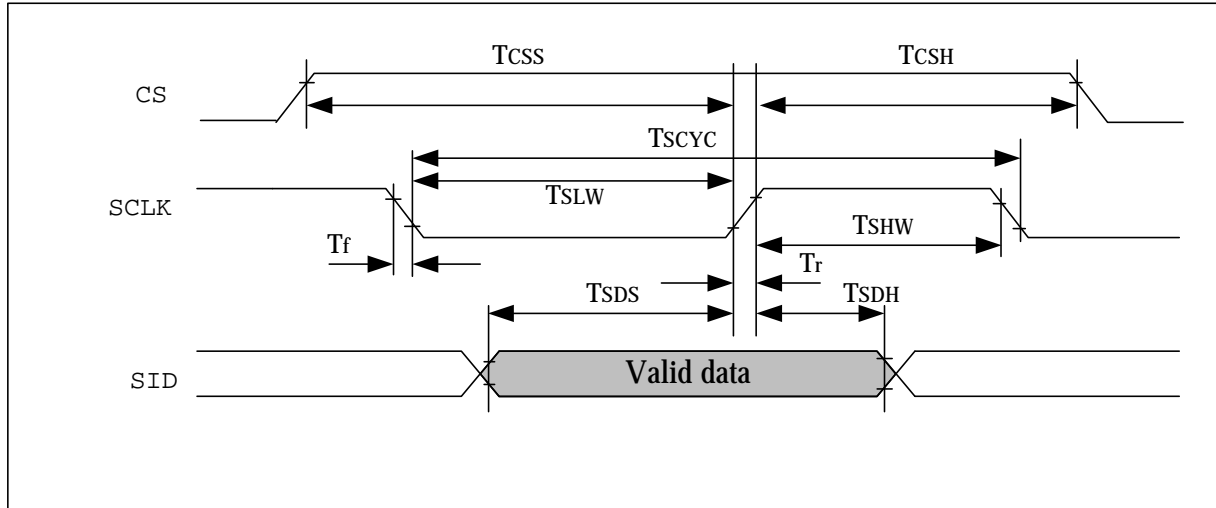 TCSS
TCSH
CS
TSCYC
TSLW
SCLK
TSHW
Tf
Tr
TSDS
TSDH
SID
Valid data